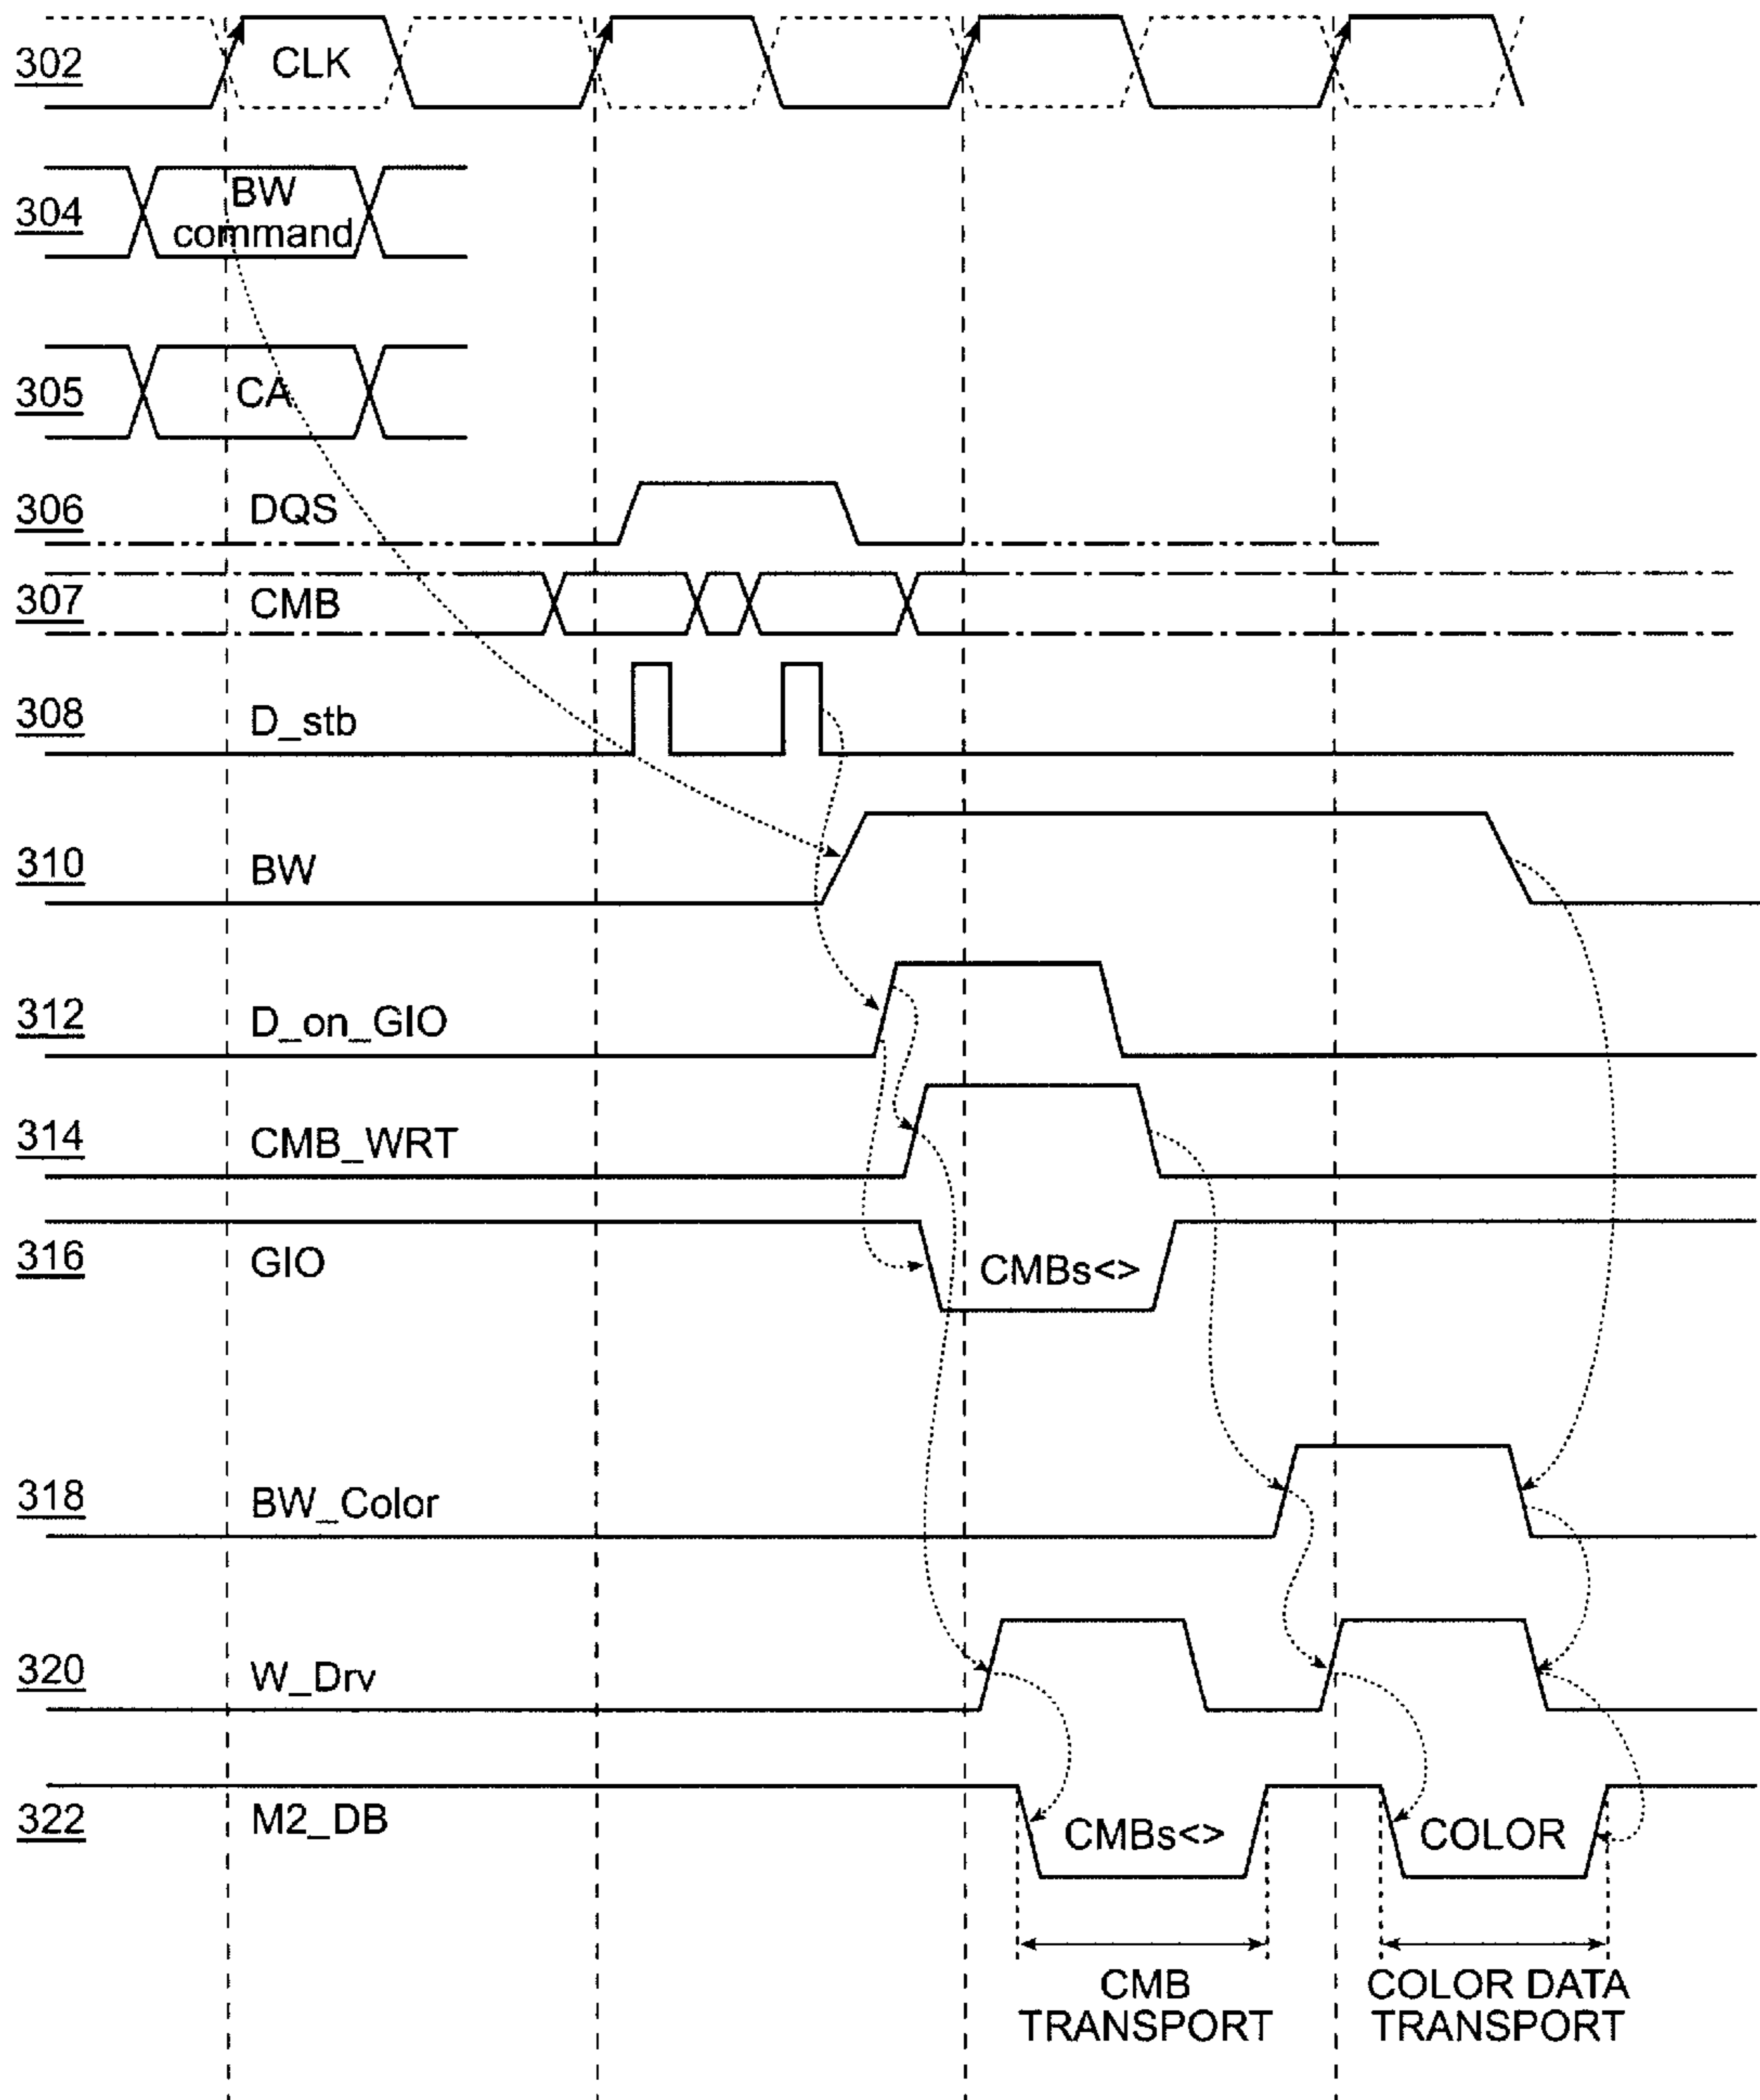 302 CLK
304 BW
command
305 CA
306 DQS
307 CMB
308 D_stb
310 BW
312 D_on_GIO
314 CMB_WRT
316 GIO CMBs<>
318 BW_Color
320 W_Drv
322 M2_DB CMBs<> COLOR
CMB
TRANSPORT
COLOR DATA
TRANSPORT